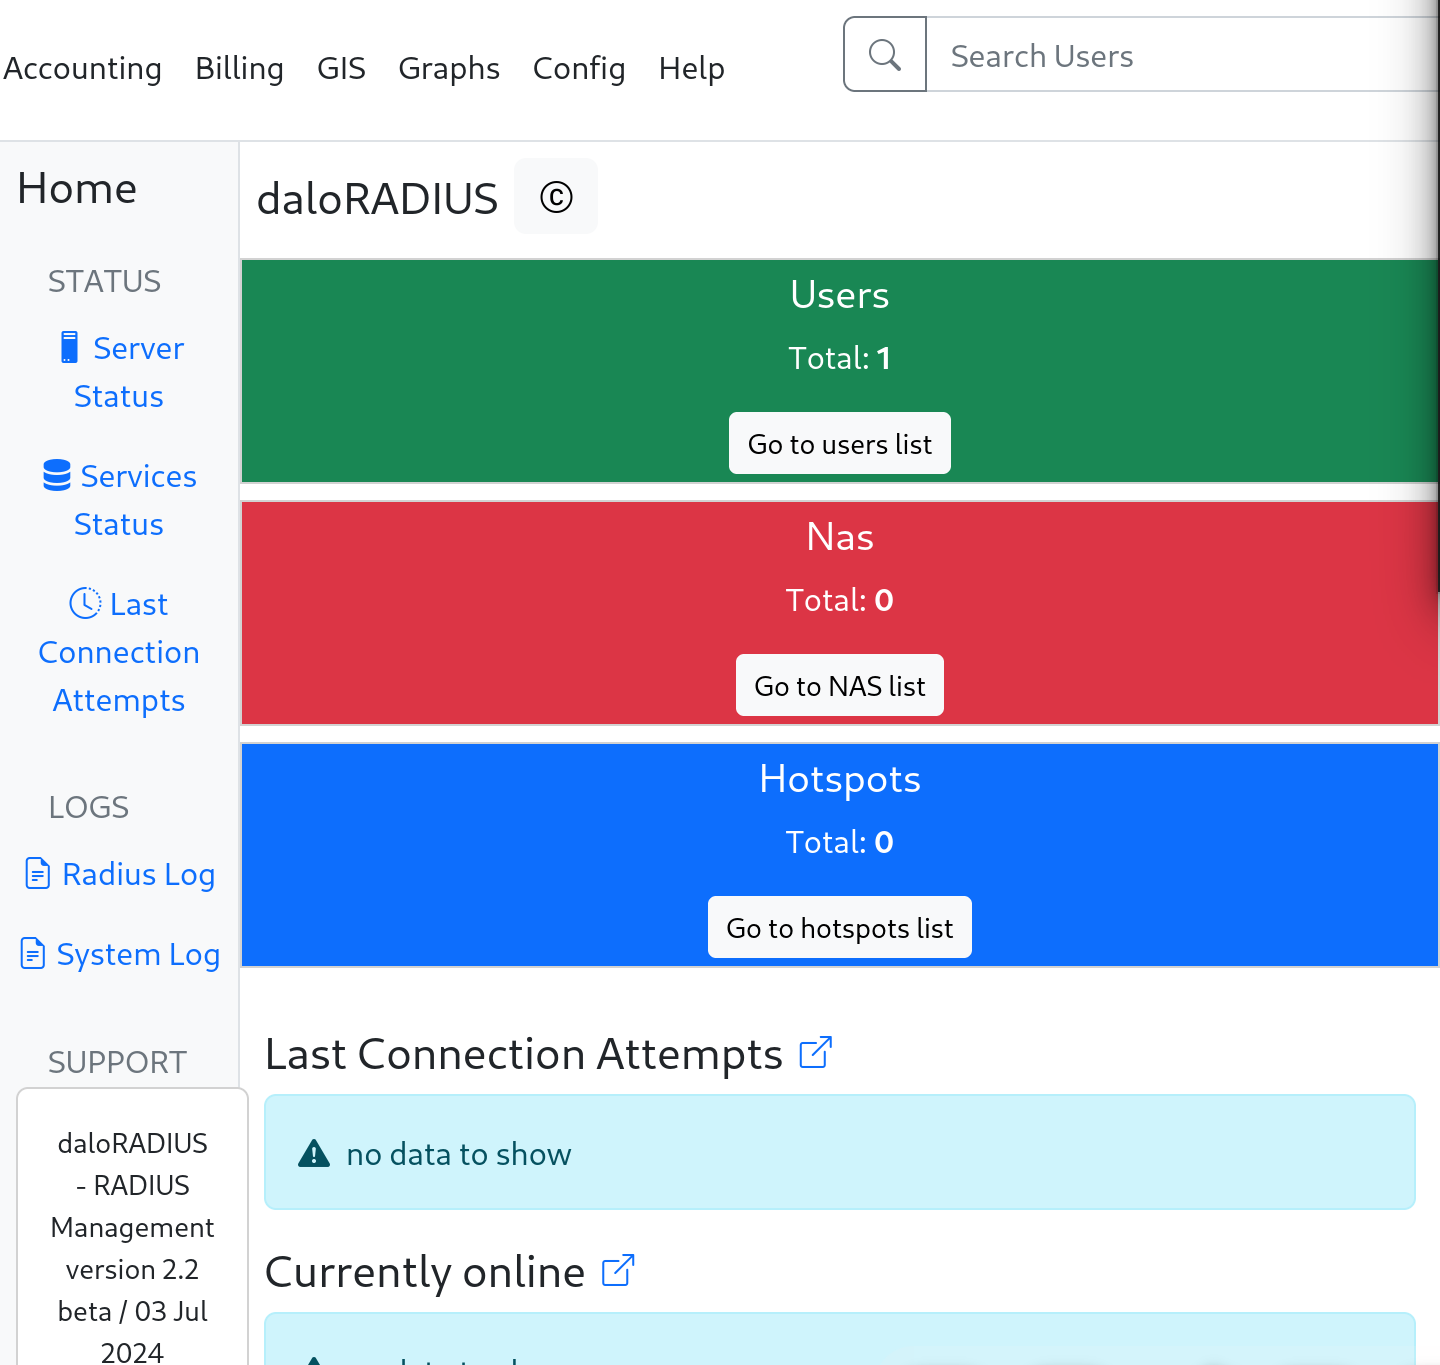 Accounting Billing GIS Graphs Config Help
Search Users
Home
STATUS
Server
Status
Services
Status
Last
Connection
Attempts
LOGS
Radius Log
System Log
SUPPORT
daloRADIUS
- RADIUS
Management
version 2.2
beta / 03 Jul
2024
daloRADIUS ©
Users
Total: 1
Go to users list
Nas
Total: 0
Go to NAS list
Hotspots
Total: 0
Go to hotspots list
Last Connection Attempts
no data to show
Currently online